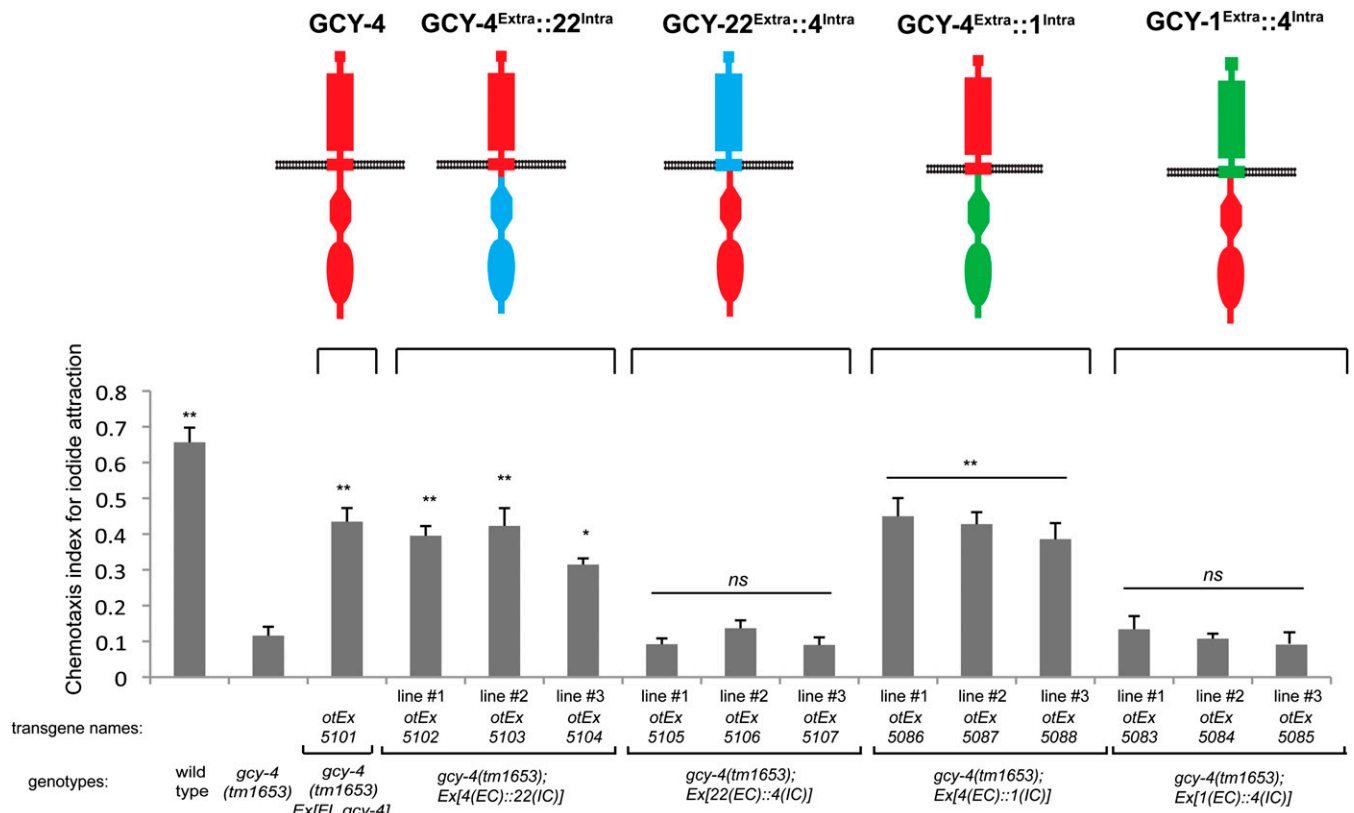 GCY-4 GCY-4Extra::22Intra GCY-22Extra::4Intra GCY-4Extra::1Intra GCY-1Extra::4Intra
Chemotaxis index for iodide attraction
0.8
0.7
0.6
0.5
0.4
0.3
0.2
0.1
0
** ** ** ** * ns ** ns
line #1 line #2 line #3 line #1 line #2 line #3 line #1 line #2 line #3 line #1 line #2 line #3
transgene names: otEx otEx otEx otEx otEx otEx otEx otEx otEx otEx otEx otEx otEx
5101 5102 5103 5104 5105 5106 5107 5086 5087 5088 5083 5084 5085
genotypes: wild type
gcy-4 (tm1653)
gcy-4 (tm1653)
Ex[EL gcy-4]
gcy-4(tm1653);
Ex[4(EC)::22(IC)]
gcy-4(tm1653);
Ex[22(EC)::4(IC)]
gcy-4(tm1653);
Ex[4(EC)::1(IC)]
gcy-4(tm1653);
Ex[1(EC)::4(IC)]